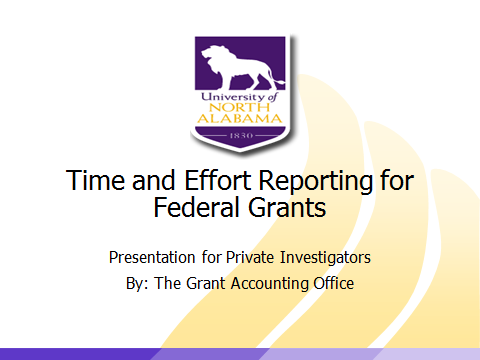 University of
NORTH
ALABAMA
1830
Time and Effort Reporting for
Federal Grants
Presentation for Private Investigators
By: The Grant Accounting Office